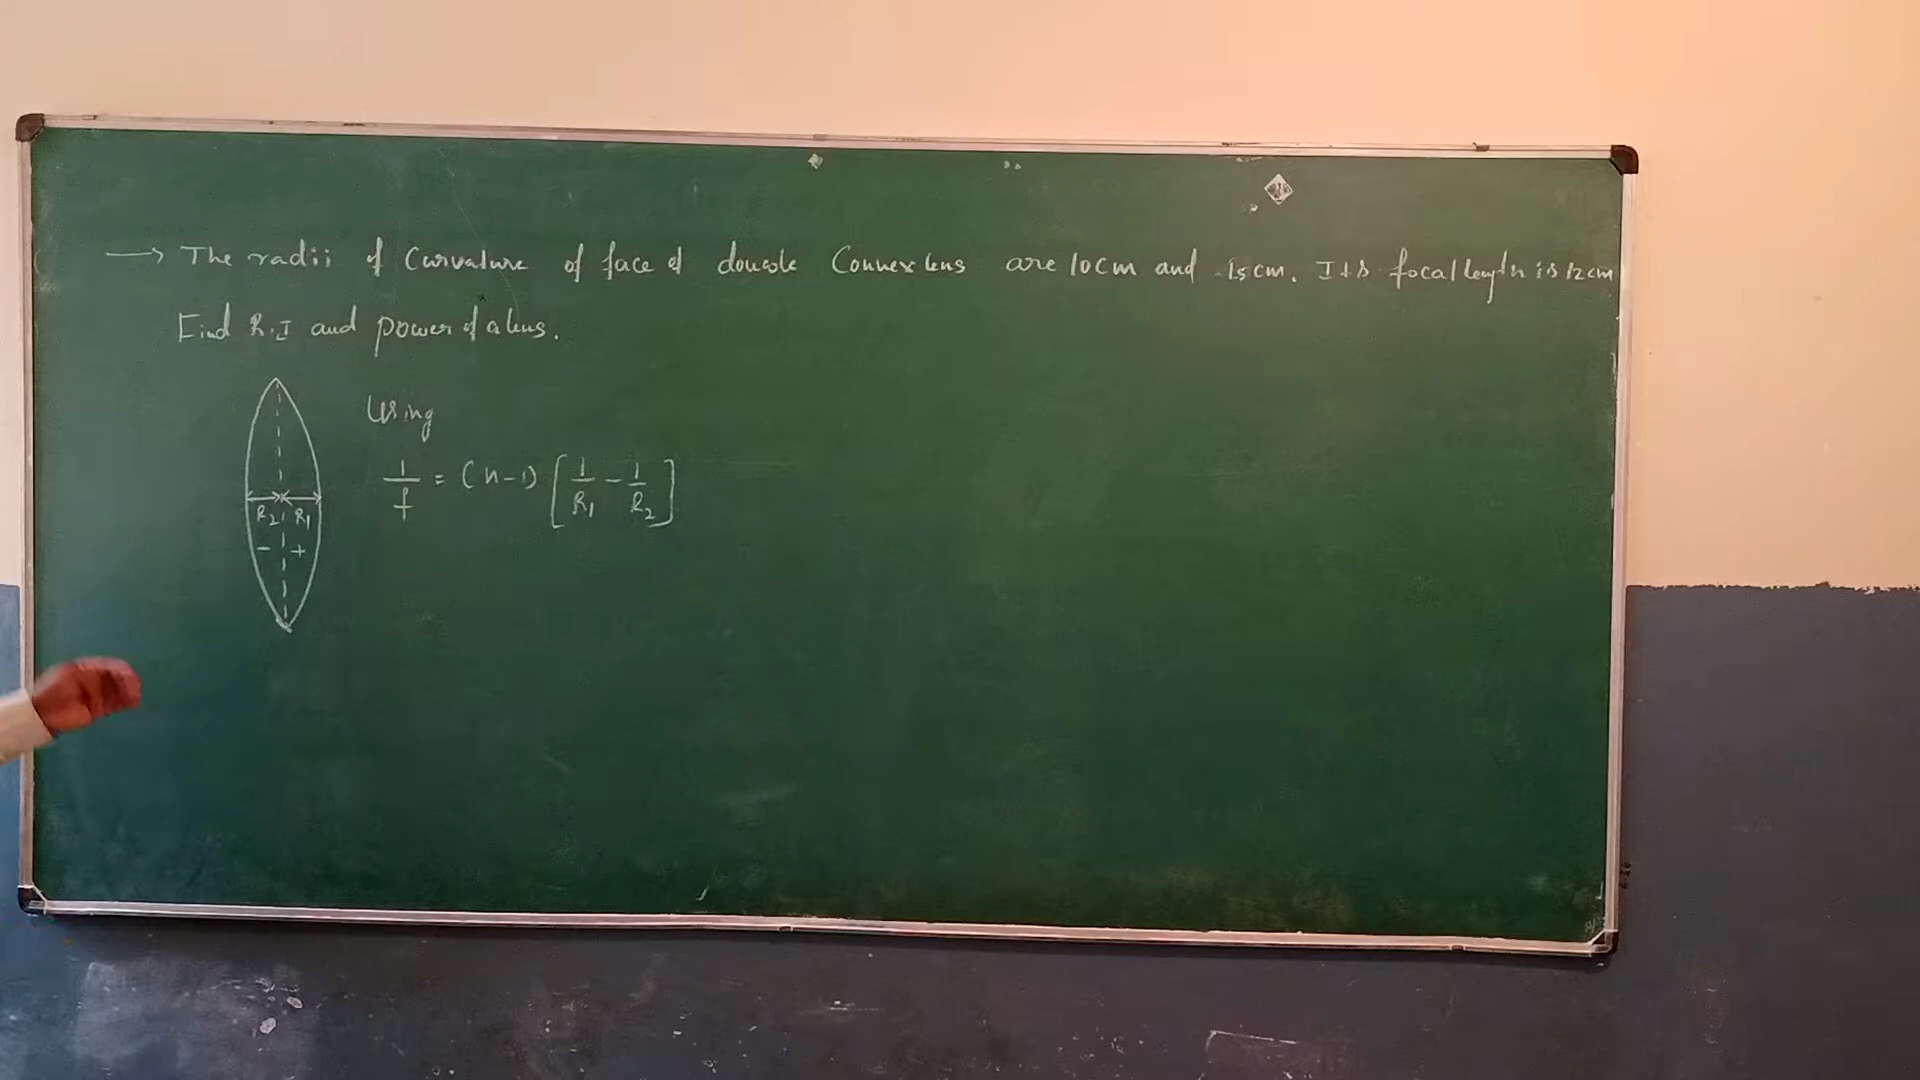 → The radii of Curvature of face of double Connex lens are 10cm and 15cm. Its focal length is 12cm
Find R.I and power of a lens.
Using
1/f = (n-1) [1/R₁ - 1/R₂]
R₂ R₁
- +